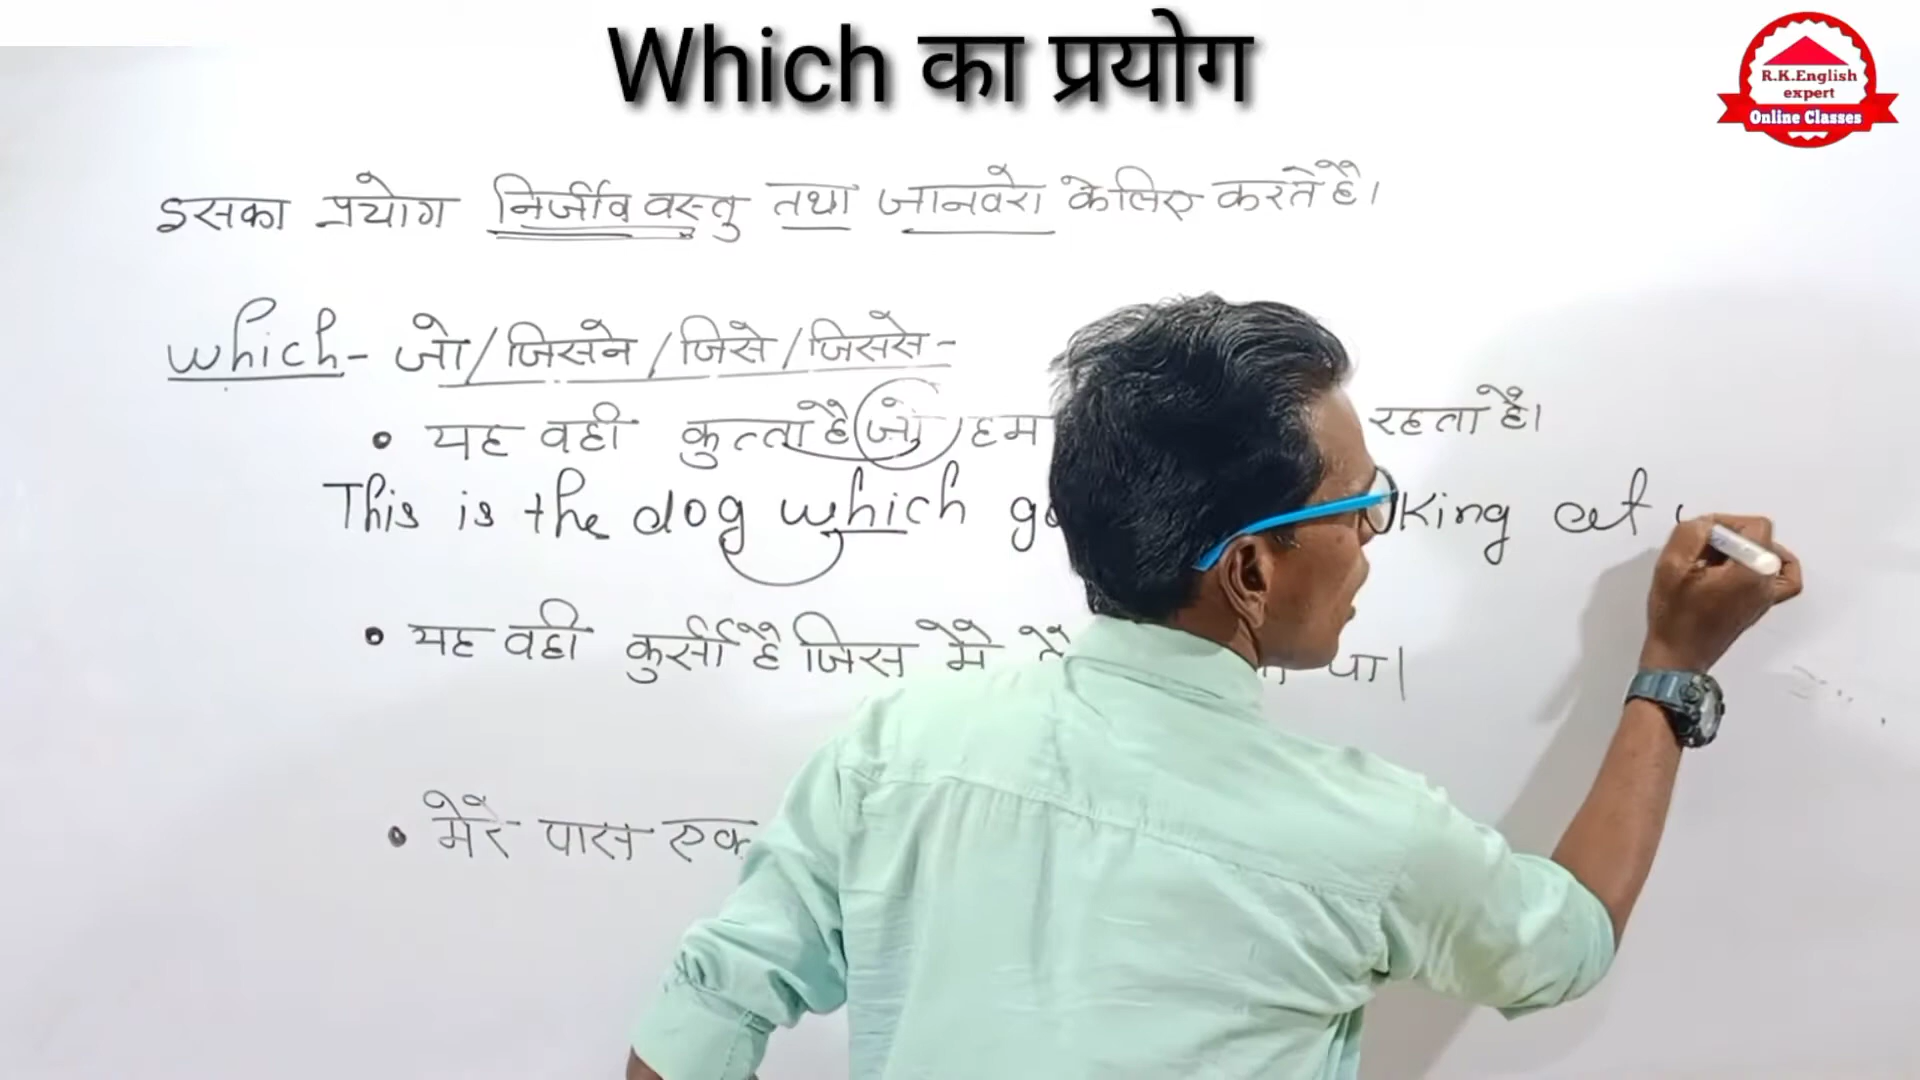 Which का प्रयोग
R.K.English
expert
Online Classes
इसका प्रयोग निर्जीव वस्तु तथा जानवरो के लिए करते है।
which- जो/जिसने/जिसे/जिससे-
• यह वही कुत्ता है जो हम रहता है।
This is the dog which king at
• यह वही कुर्सी है जिस मे था।
• मेरे पास एक